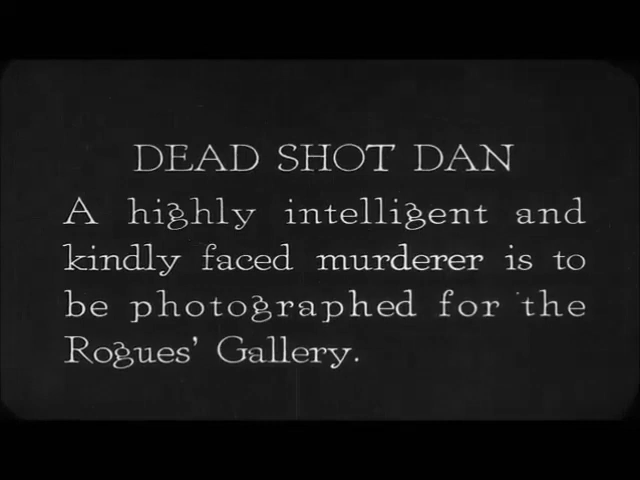 DEAD SHOT DAN
A highly intelligent and
kindly faced murderer is to
be photographed for the
Rogues' Gallery.